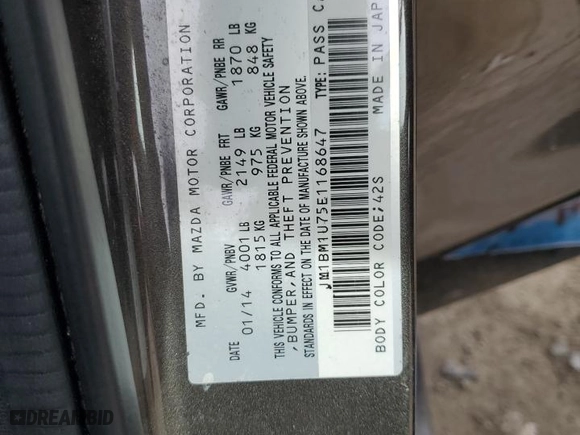 MFD. BY MAZDA MOTOR CORPORATION
GVWR/PNBV GAWR/PNBE FRT GAWR/PNBE RR
DATE 01/14 4001 LB 2149 LB 1870 LB
1815 KG 975 KG 848 KG
THIS VEHICLE CONFORMS TO ALL APPLICABLE FEDERAL MOTOR VEHICLE SAFETY
,BUMPER,AND THEFT PREVENTION
STANDARDS IN EFFECT ON THE DATE OF MANUFACTURE SHOWN ABOVE.
JM1BM1U75E1168647 TYPE: PASS CA
BODY COLOR CODE:42S MADE IN JAP
DREAMBID